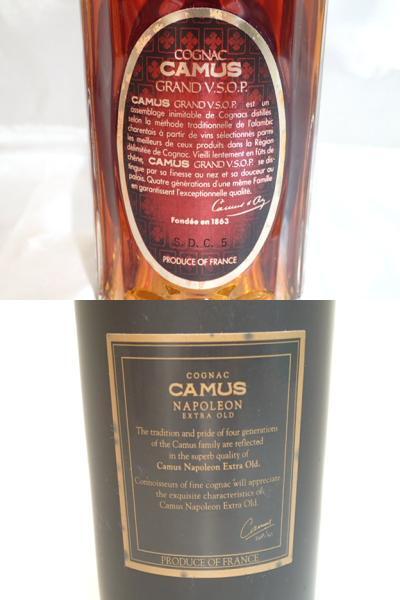 COGNAC
CAMUS
GRAND V.S.O.P.
CAMUS GRAND V.S.O.P. est un
assemblage inimitable de Cognacs distilés
selon la méthode traditionnelle de l'alambic
charentois à partir de vins sélectionnés parmi
les meilleurs de ceux produits dans la Région
délimitée de Cognac. Vieilli lentement en fûts de
chêne, CAMUS GRAND V.S.O.P. se dis-
tingue par sa finesse au nez et sa douceur au
palais. Quatre générations d'une même Famille
en garantissent l'exceptionnelle qualité.
Camus & Cie
Fondée en 1863
S.D.C. 5
PRODUCE OF FRANCE
COGNAC
CAMUS
NAPOLEON
EXTRA OLD
The tradition and pride of four generations
of the Camus family are reflected
in the superb quality of
Camus Napoleon Extra Old.
Connoisseurs of fine cognac will appreciate
the exquisite characteristics of
Camus Napoleon Extra Old.
Camus
PRODUCE OF FRANCE